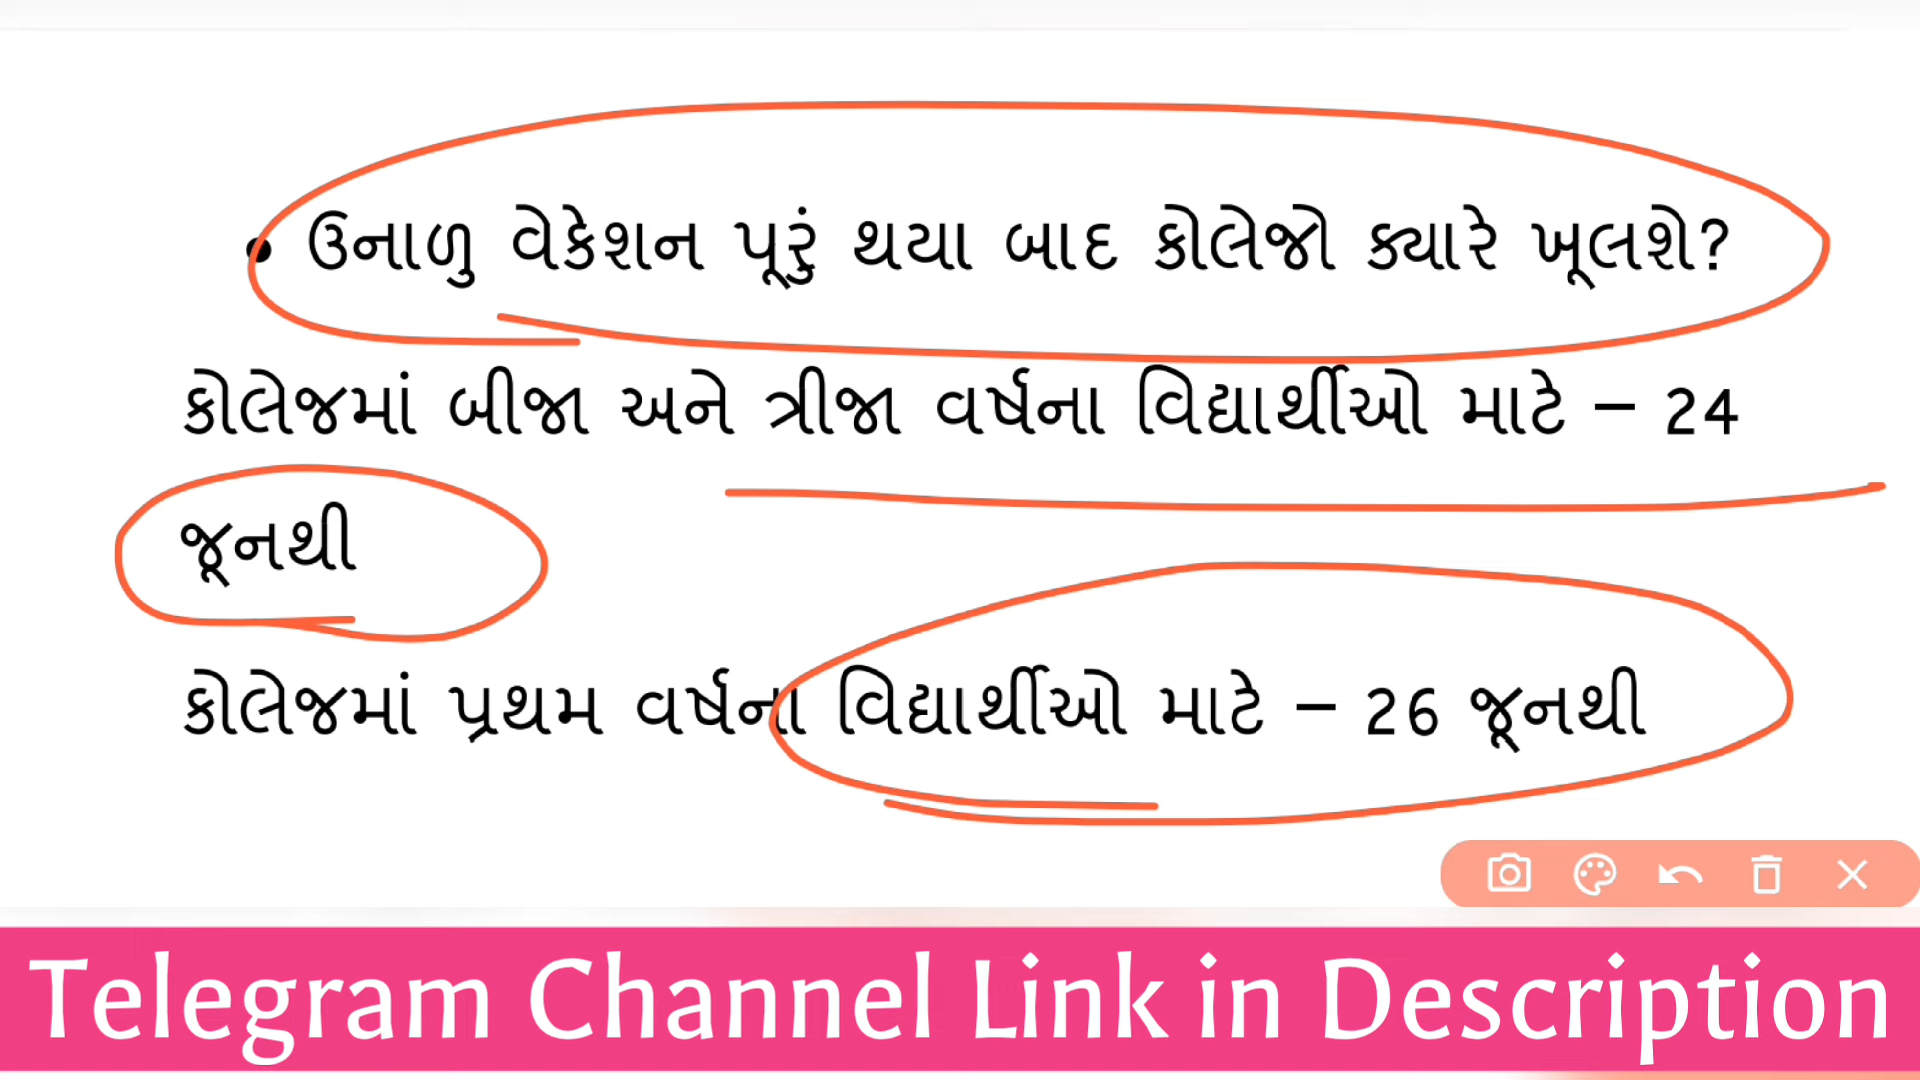 • ઉનાળુ વેકેશન પૂરું થયા બાદ કોલેજો ક્યારે ખૂલશે?
કોલેજમાં બીજા અને ત્રીજા વર્ષના વિદ્યાર્થીઓ માટે – 24
જૂનથી
કોલેજમાં પ્રથમ વર્ષના વિદ્યાર્થીઓ માટે – 26 જૂનથી
Telegram Channel Link in Description